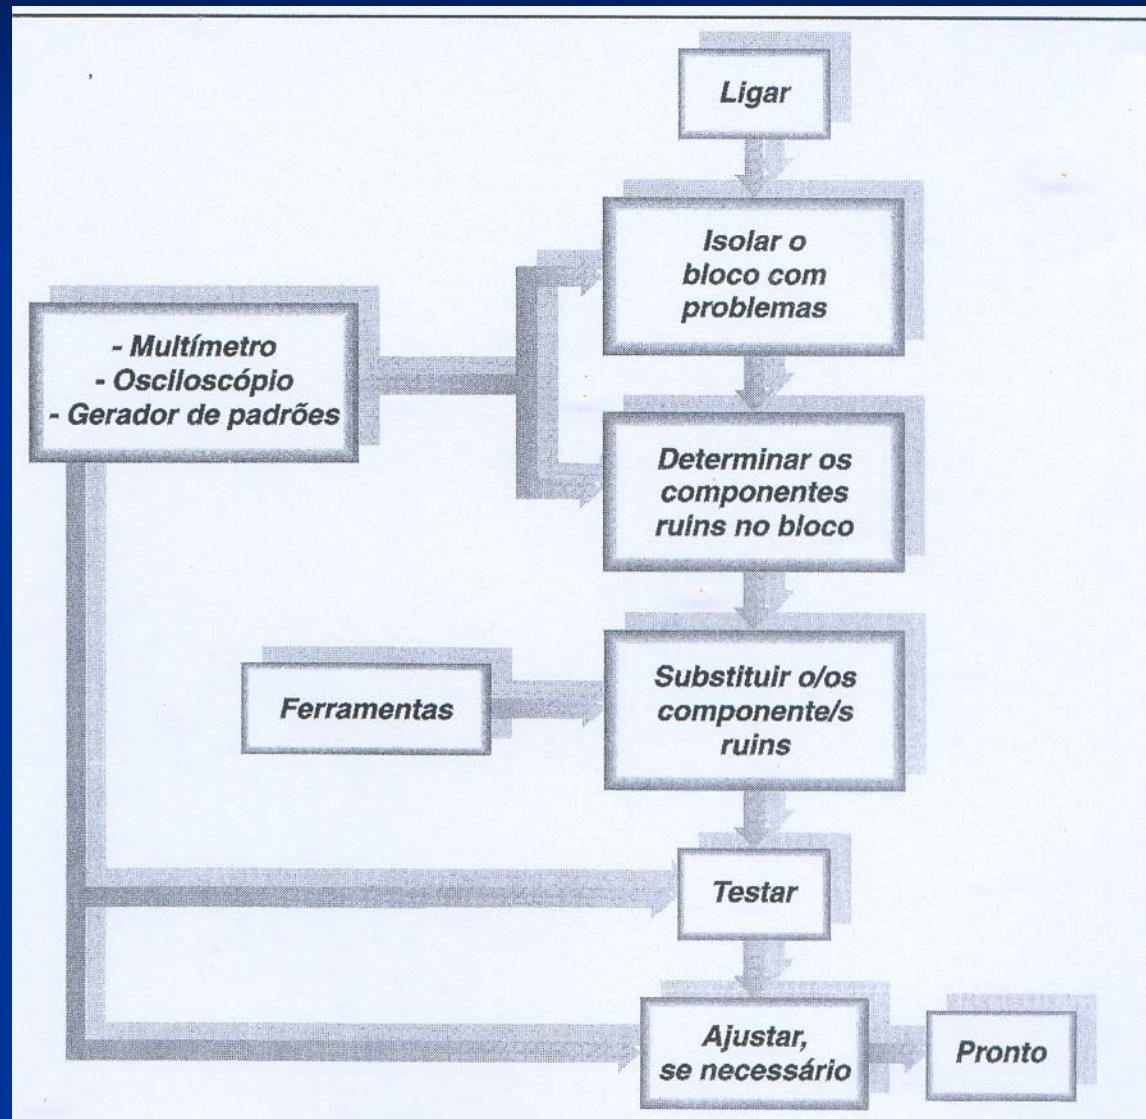 Ligar
Isolar o
bloco com
problemas
- Multímetro
- Osciloscópio
- Gerador de padrões
Determinar os
componentes
ruins no bloco
Ferramentas
Substituir o/os
componente/s
ruins
Testar
Ajustar,
se necessário
Pronto